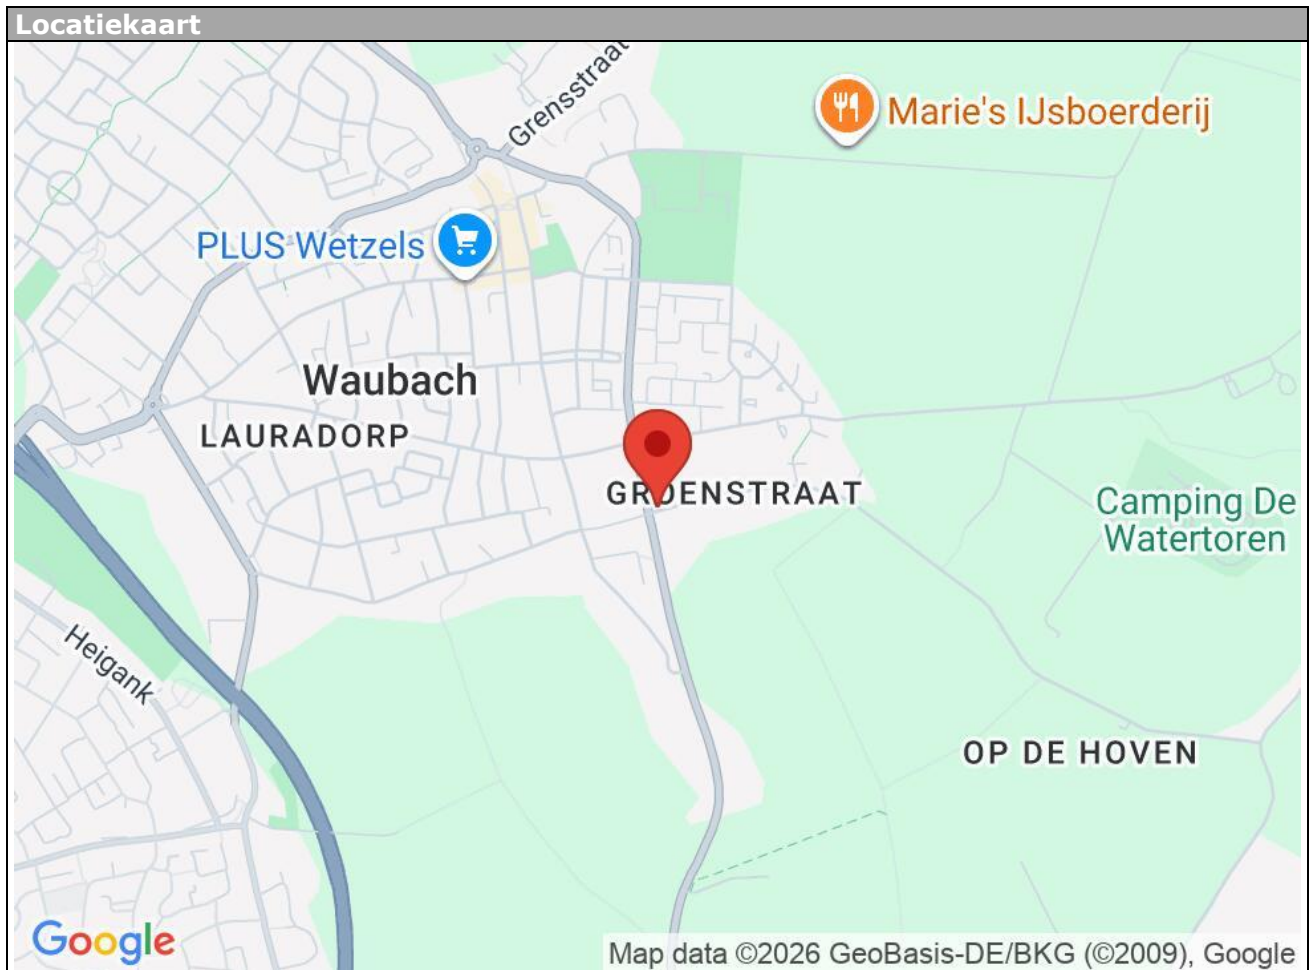 Locatiekaart
Grensstraat
Marie's IJsboerderij
PLUS Wetzels
Waubach
LAURADORP
GROENSTRAAT
Camping De
Watertoren
Heigank
OP DE HOVEN
Google
Map data ©2026 GeoBasis-DE/BKG (©2009), Google